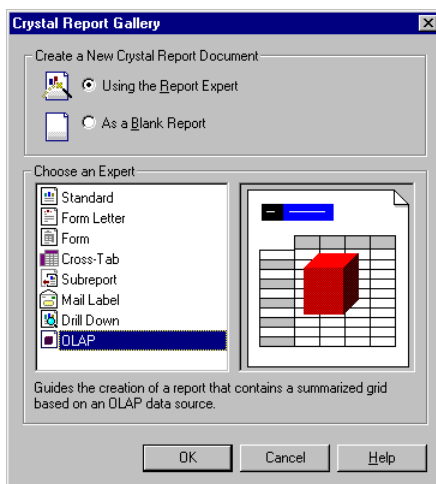 Crystal Report Gallery
Create a New Crystal Report Document
Using the Report Expert
As a Blank Report
Choose an Expert
Standard
Form Letter
Form
Cross-Tab
Subreport
Mail Label
Drill Down
OLAP
Guides the creation of a report that contains a summarized grid
based on an OLAP data source.
OK
Cancel
Help